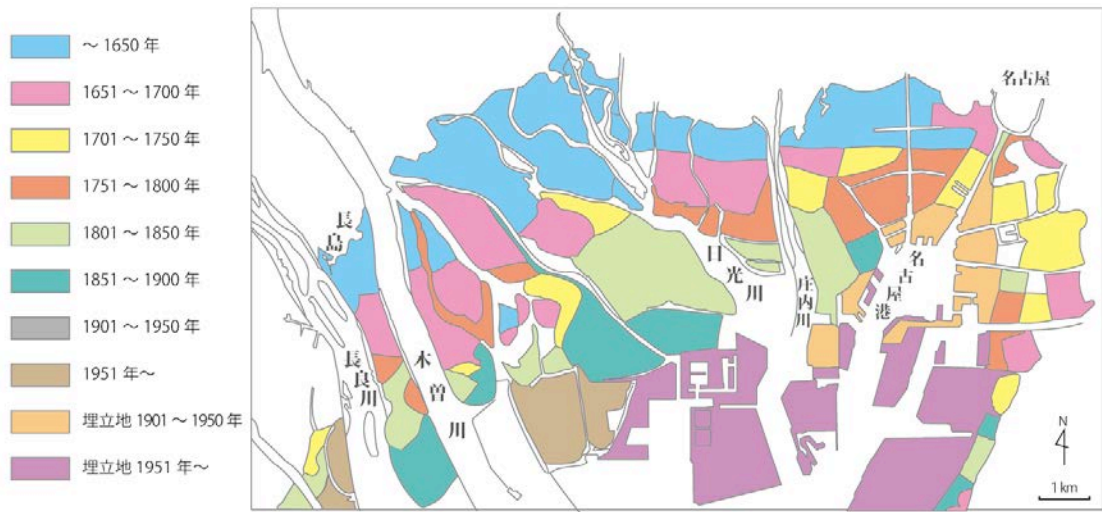 ～ 1650 年
1651 ～ 1700 年
1701 ～ 1750 年
1751 ～ 1800 年
1801 ～ 1850 年
1851 ～ 1900 年
1901 ～ 1950 年
1951 年～
埋立地 1901 ～ 1950 年
埋立地 1951 年～
名古屋
長島
日光川
庄内川
名古屋港
木曽川
長良川
N
1 km